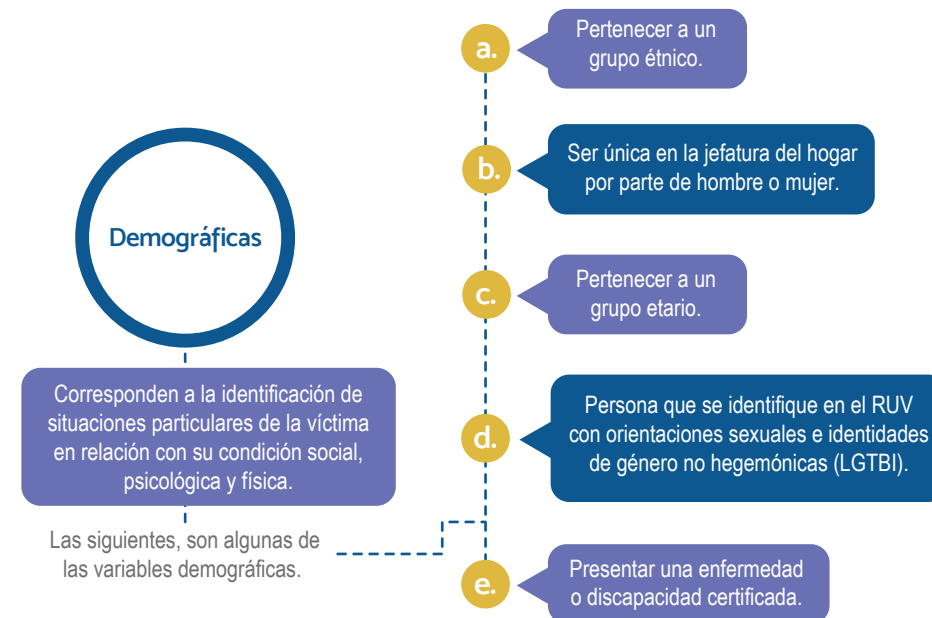 Demográficas
Corresponden a la identificación de
situaciones particulares de la víctima
en relación con su condición social,
psicológica y física.
Las siguientes, son algunas de
las variables demográficas.
a.
Pertenecer a un
grupo étnico.
b.
Ser única en la jefatura del hogar
por parte de hombre o mujer.
c.
Pertenecer a un
grupo etario.
d.
Persona que se identifique en el RUV
con orientaciones sexuales e identidades
de género no hegemónicas (LGTBI).
e.
Presentar una enfermedad
o discapacidad certificada.